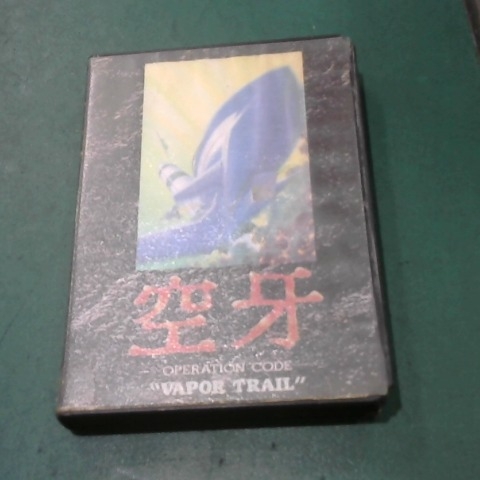 空牙
OPERATION CODE
"VAPOR TRAIL"